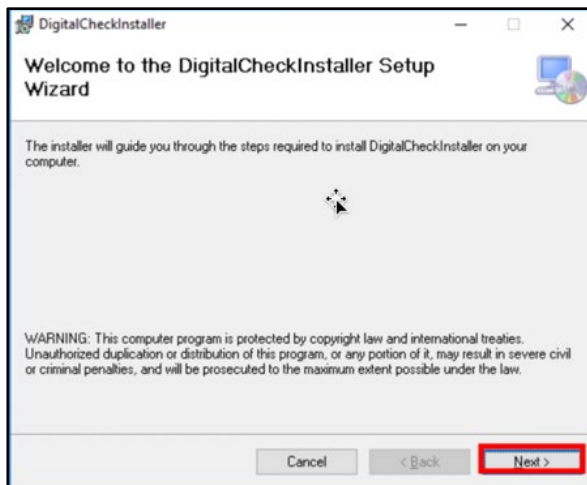 DigitalCheckInstaller
Welcome to the DigitalCheckInstaller Setup
Wizard
The installer will guide you through the steps required to install DigitalCheckInstaller on your
computer.
WARNING: This computer program is protected by copyright law and international treaties.
Unauthorized duplication or distribution of this program, or any portion of it, may result in severe civil
or criminal penalties, and will be prosecuted to the maximum extent possible under the law.
Cancel
< Back
Next >